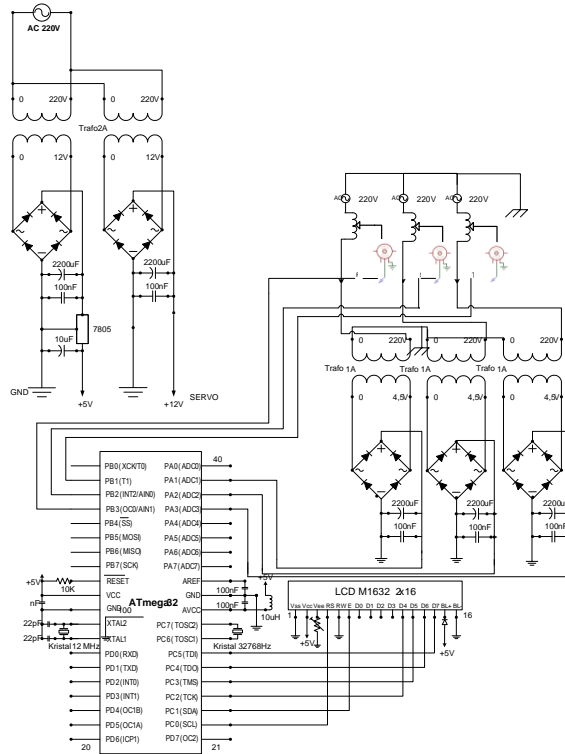 AC 220V
0 220V 0 220V
Trafo2A
0 12V 0 12V
2200uF
100nF
2200uF
100nF
7805
10uF
GND
+5V
+12V
SERVO
AC 220V AC 220V AC 220V
0 220V 0 220V 0 220V
Trafo 1A Trafo 1A Trafo 1A
0 4,5V 0 4,5V 0 4,5V
2200uF 2200uF 2200uF
100nF 100nF 100nF
40
PB0(XCK/T0) PA0(ADC0)
PB1(T1) PA1(ADC1)
PB2(INT2/AIN0) PA2(ADC2)
PB3(OC0/AIN1) PA3(ADC3)
PB4(SS) PA4(ADC4)
PB5(MOSI) PA5(ADC5)
PB6(MISO) PA6(ADC6)
PB7(SCK) PA7(ADC7)
+5V RESET AREF +5V
10K VCC GND 100nF
nF GND 100 ATmega32 AVCC 100nF
10uH
22pF XTAL2 PC7(TOSC2)
22pF XTAL1 PC6(TOSC1)
Kristal 12 MHz Kristal 32768Hz
PD0(RXD) PC5(TDI)
PD1(TXD) PC4(TDO)
PD2(INT0) PC3(TMS)
PD3(INT1) PC2(TCK)
PD4(OC1B) PC1(SDA)
PD5(OC1A) PC0(SCL)
PD6(ICP1) PD7(OC2)
20 21
LCD M1632 2x16
Vss Vcc Vee RS RW E D0 D1 D2 D3 D4 D5 D6 D7 BL+ BL-
1 16
+5V
+5V